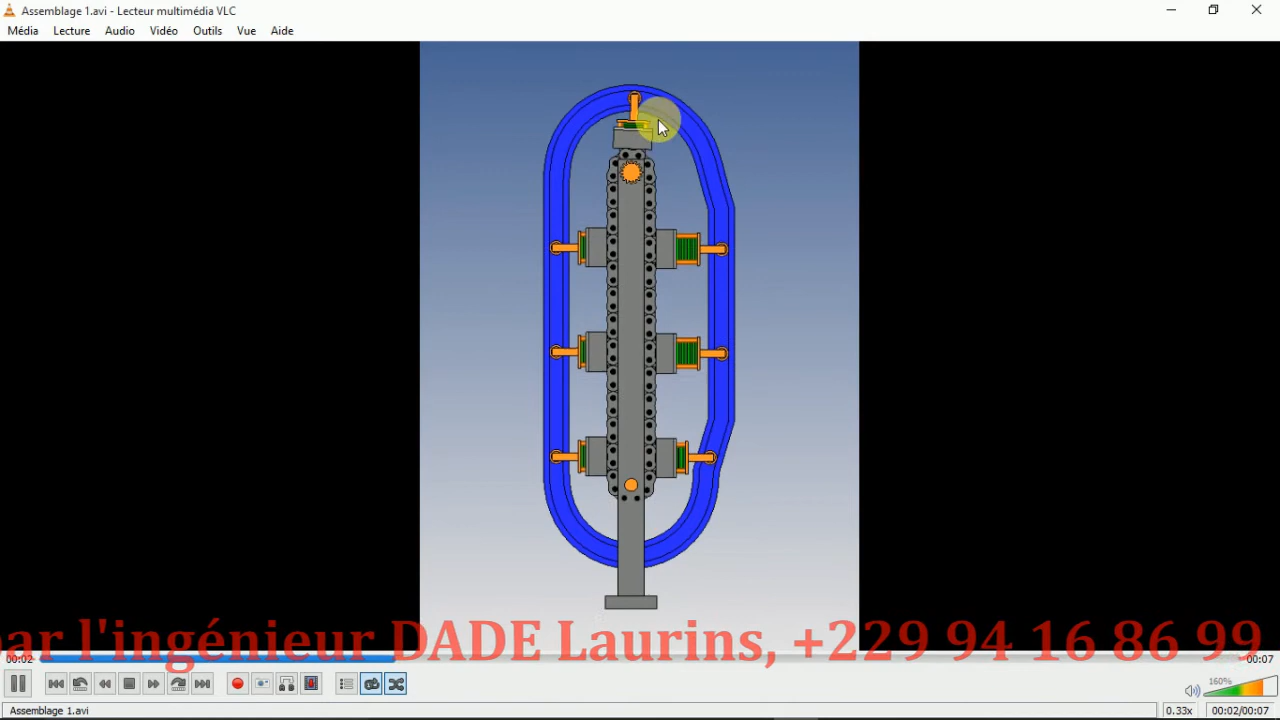 Assemblage 1.avi - Lecteur multimédia VLC
Média Lecture Audio Vidéo Outils Vue Aide
par l'ingénieur DADE Laurins, +229 94 16 86 99
00:02 00:07
160%
Assemblage 1.avi 0.33x 00:02/00:07